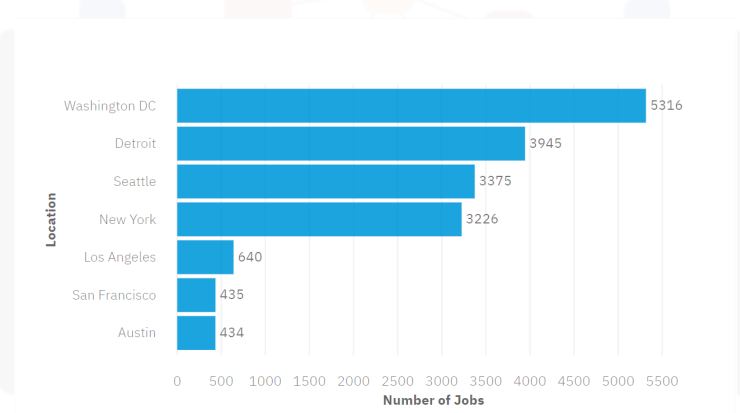 Washington DC 5316
Detroit 3945
Seattle 3375
New York 3226
Los Angeles 640
San Francisco 435
Austin 434
Location
0 500 1000 1500 2000 2500 3000 3500 4000 4500 5000 5500
Number of Jobs